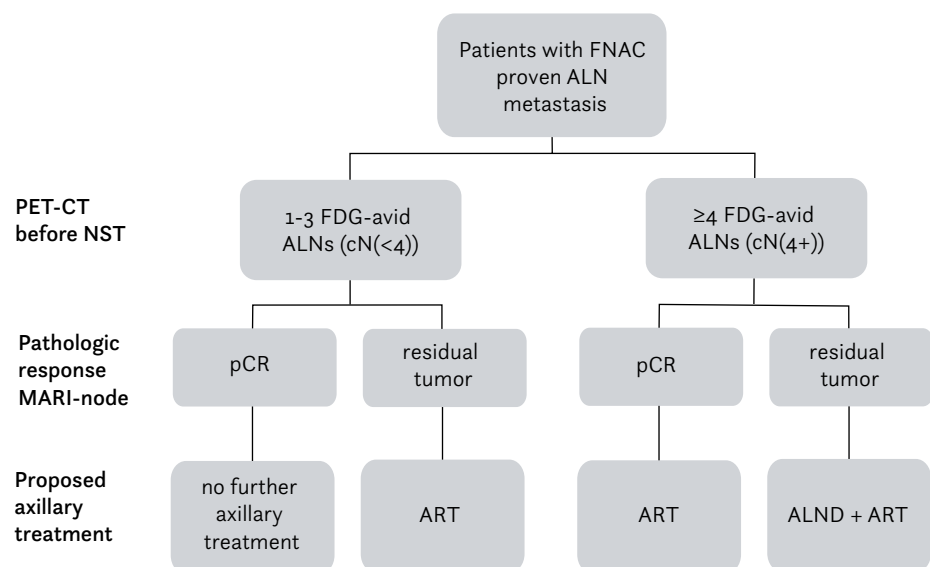 Patients with FNAC
proven ALN
metastasis
PET-CT
before NST
1-3 FDG-avid
ALNs (cN(<4))
≥4 FDG-avid
ALNs (cN(4+))
Pathologic
response
MARI-node
pCR
residual
tumor
pCR
residual
tumor
Proposed
axillary
treatment
no further
axillary
treatment
ART
ART
ALND + ART